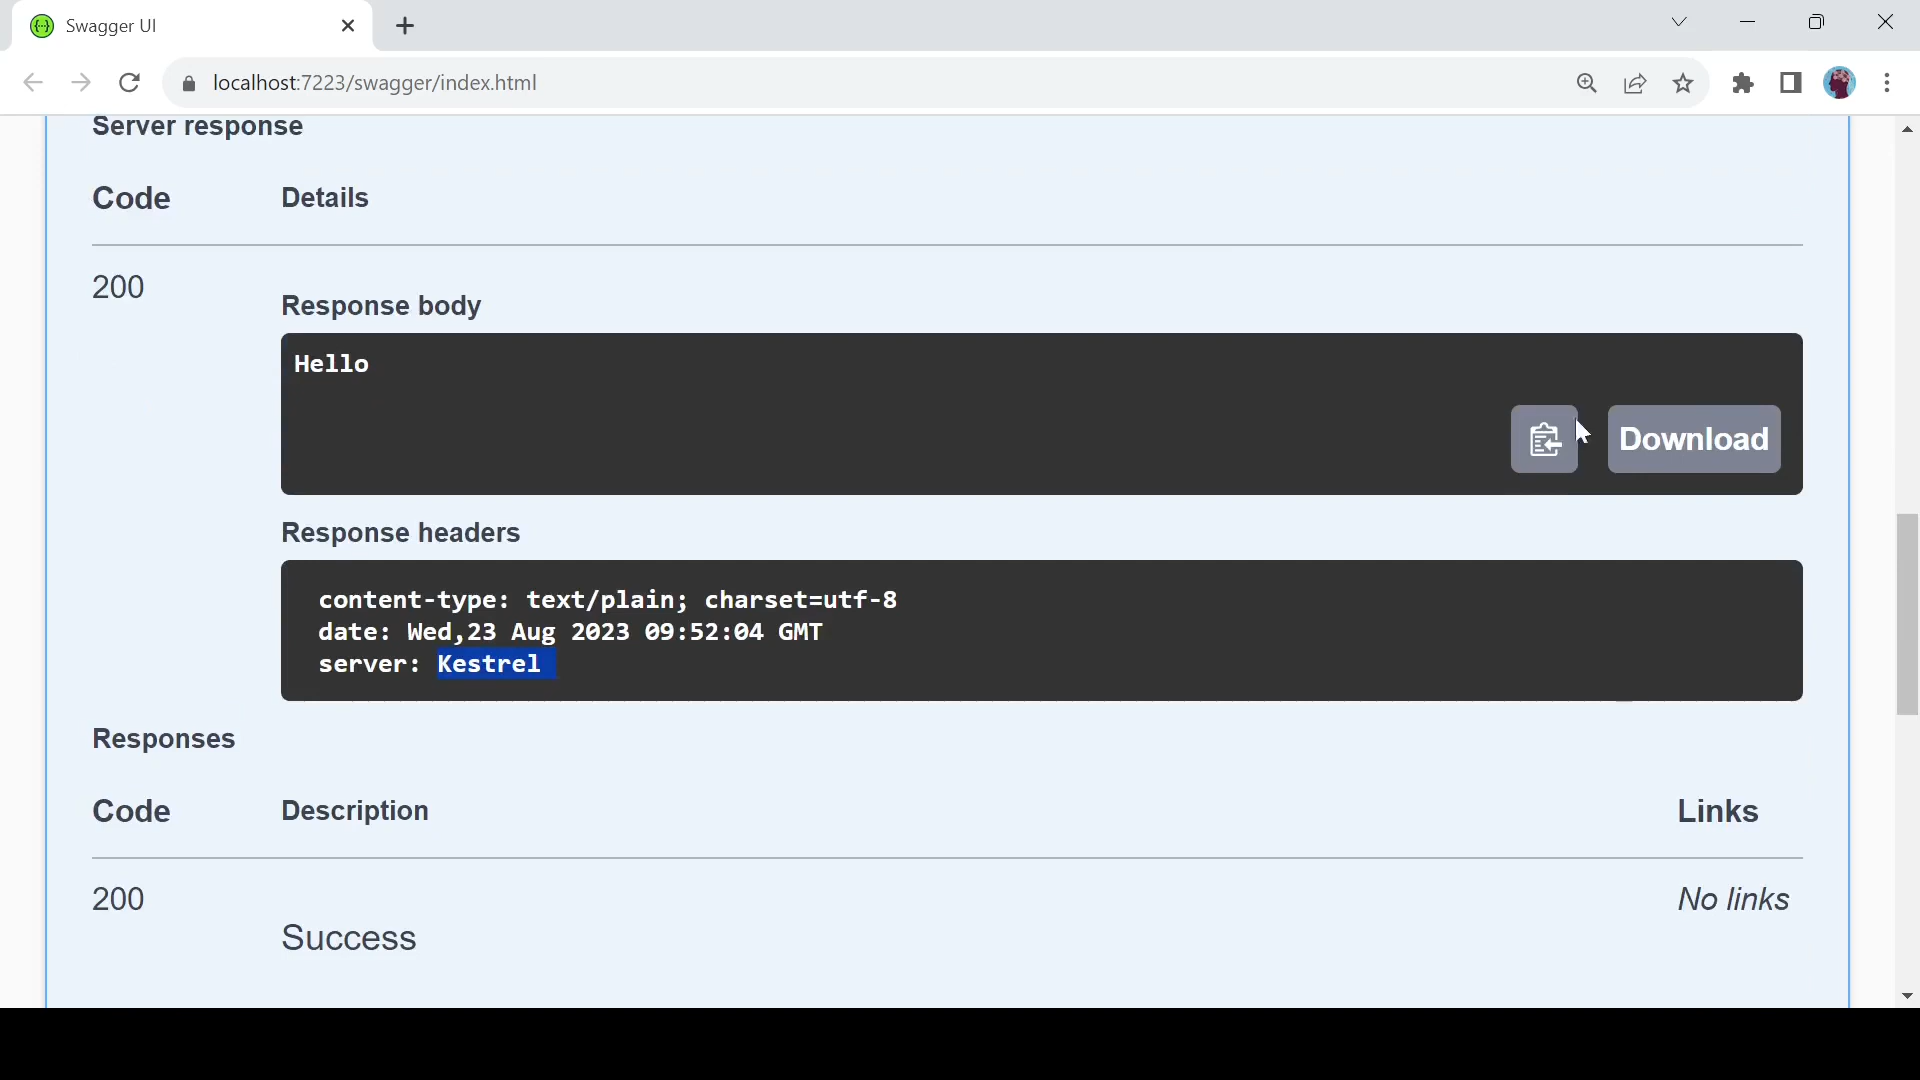 Swagger UI
localhost:7223/swagger/index.html
Server response
Code Details
200
Response body
Hello
Download
Response headers
content-type: text/plain; charset=utf-8
date: Wed,23 Aug 2023 09:52:04 GMT
server: Kestrel
Responses
Code Description Links
200 No links
Success